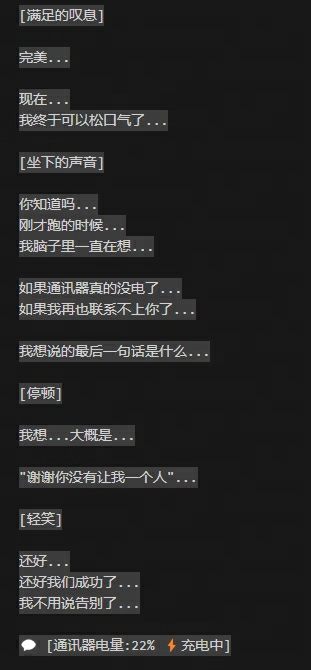 [满足的叹息]
完美...
现在...
我终于可以松口气了...
[坐下的声音]
你知道吗...
刚才跑的时候...
我脑子里一直在想...
如果通讯器真的没电了...
如果我再也联系不上你了...
我想说的最后一句话是什么...
[停顿]
我想...大概是...
"谢谢你没有让我一个人"...
[轻笑]
还好...
还好我们成功了...
我不用说告别了...
💬 [通讯器电量:22% ⚡充电中]